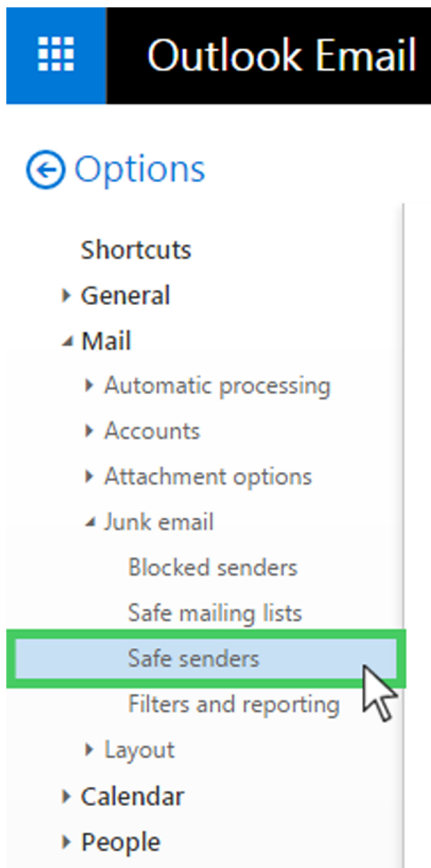 Outlook Email
Options
Shortcuts
General
Mail
Automatic processing
Accounts
Attachment options
Junk email
Blocked senders
Safe mailing lists
Safe senders
Filters and reporting
Layout
Calendar
People